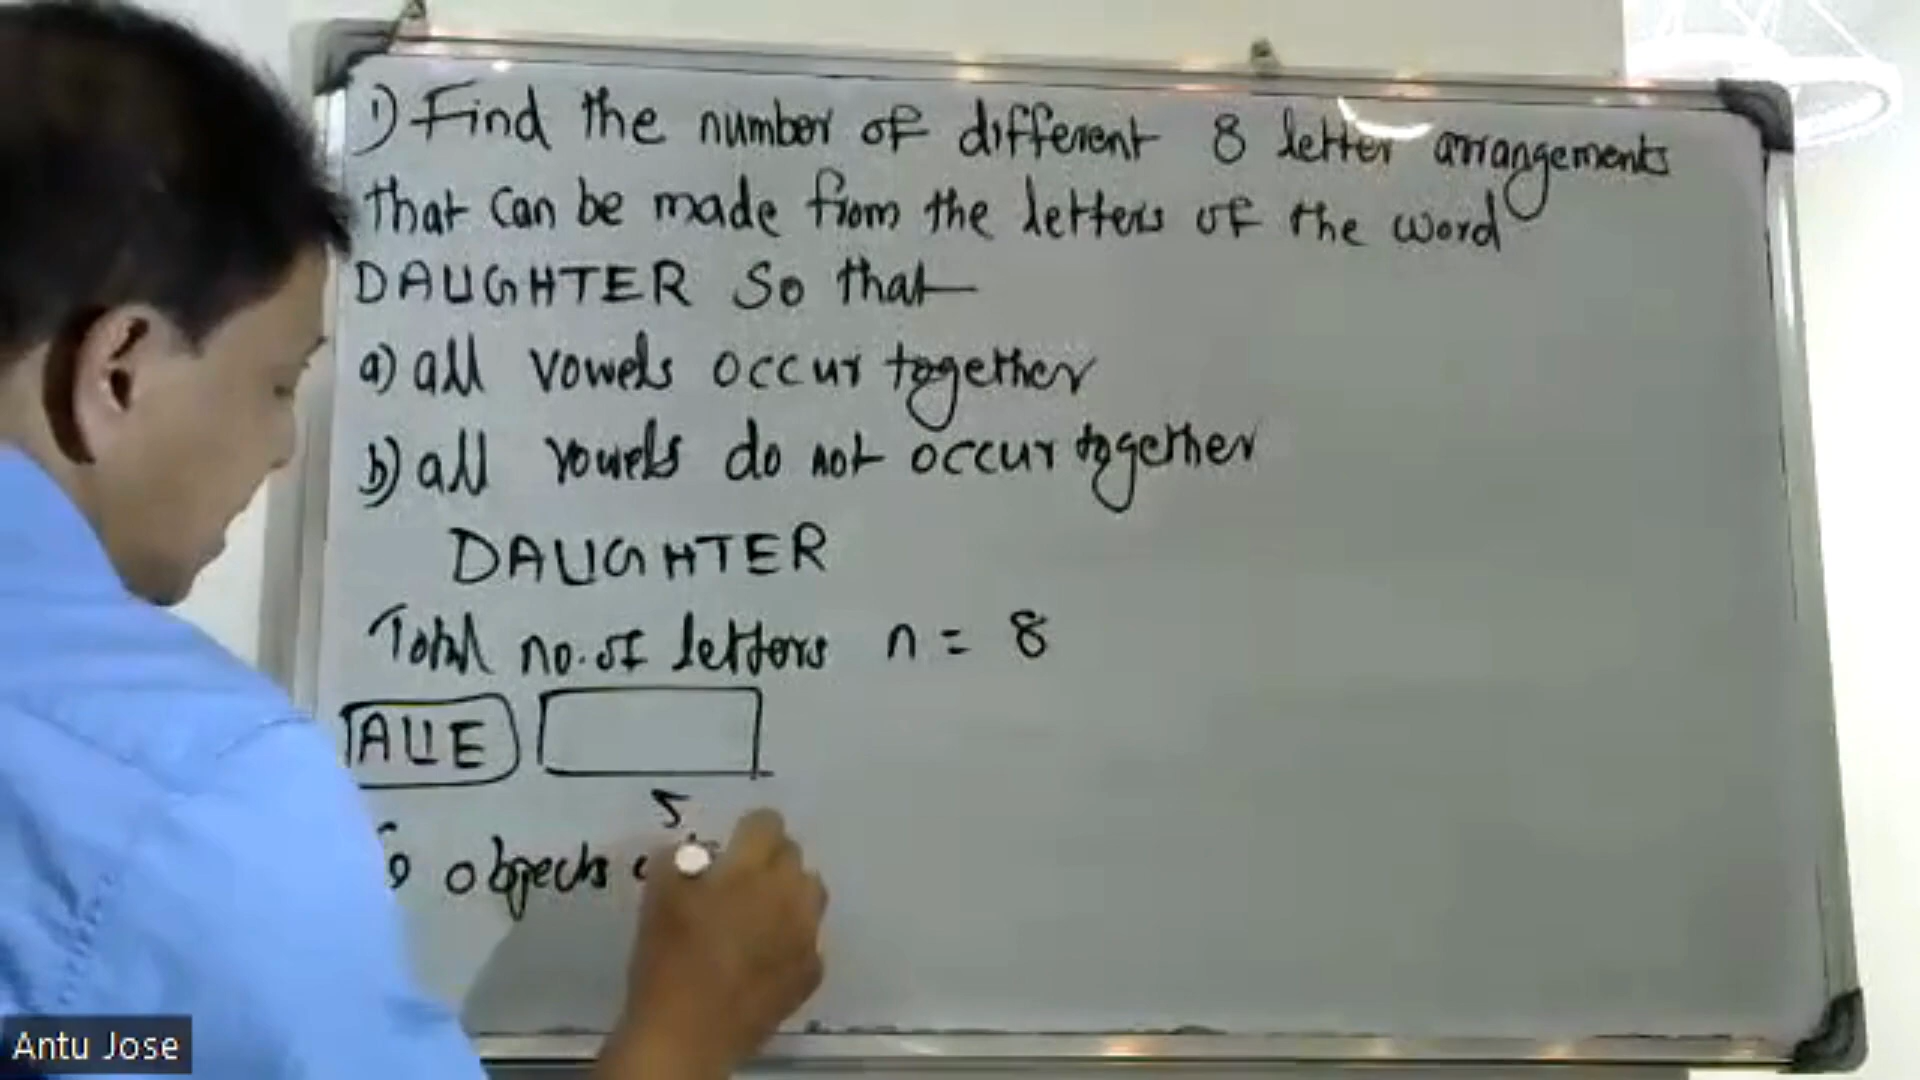 1) Find the number of different 8 letter arrangements
that can be made from the letters of the word
DAUGHTER So that
a) all vowels occur together
b) all vowels do not occur together
DAUGHTER
Total no. of letters n = 8
AUE
5
objects
Antu Jose